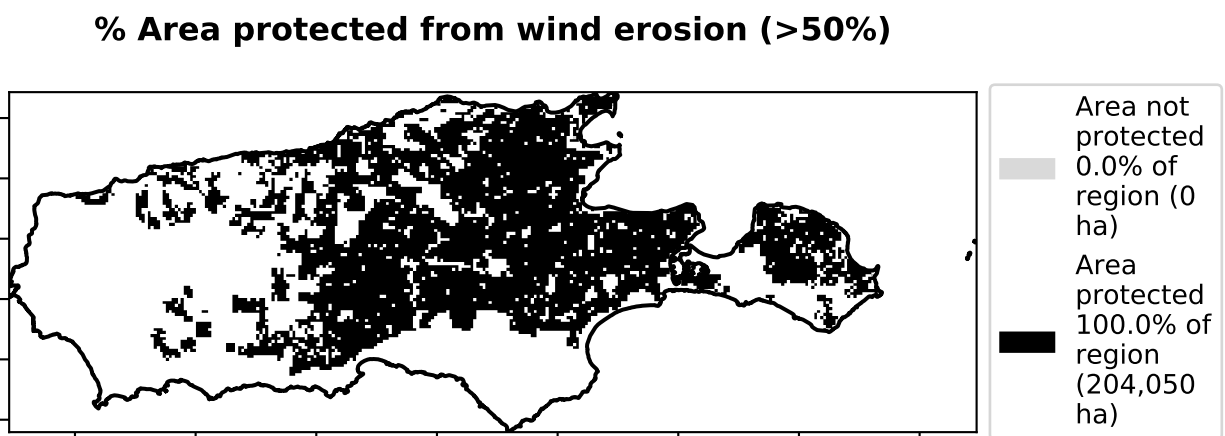 % Area protected from wind erosion (>50%)
Area not
protected
0.0% of
region (0
ha)
Area
protected
100.0% of
region
(204,050
ha)